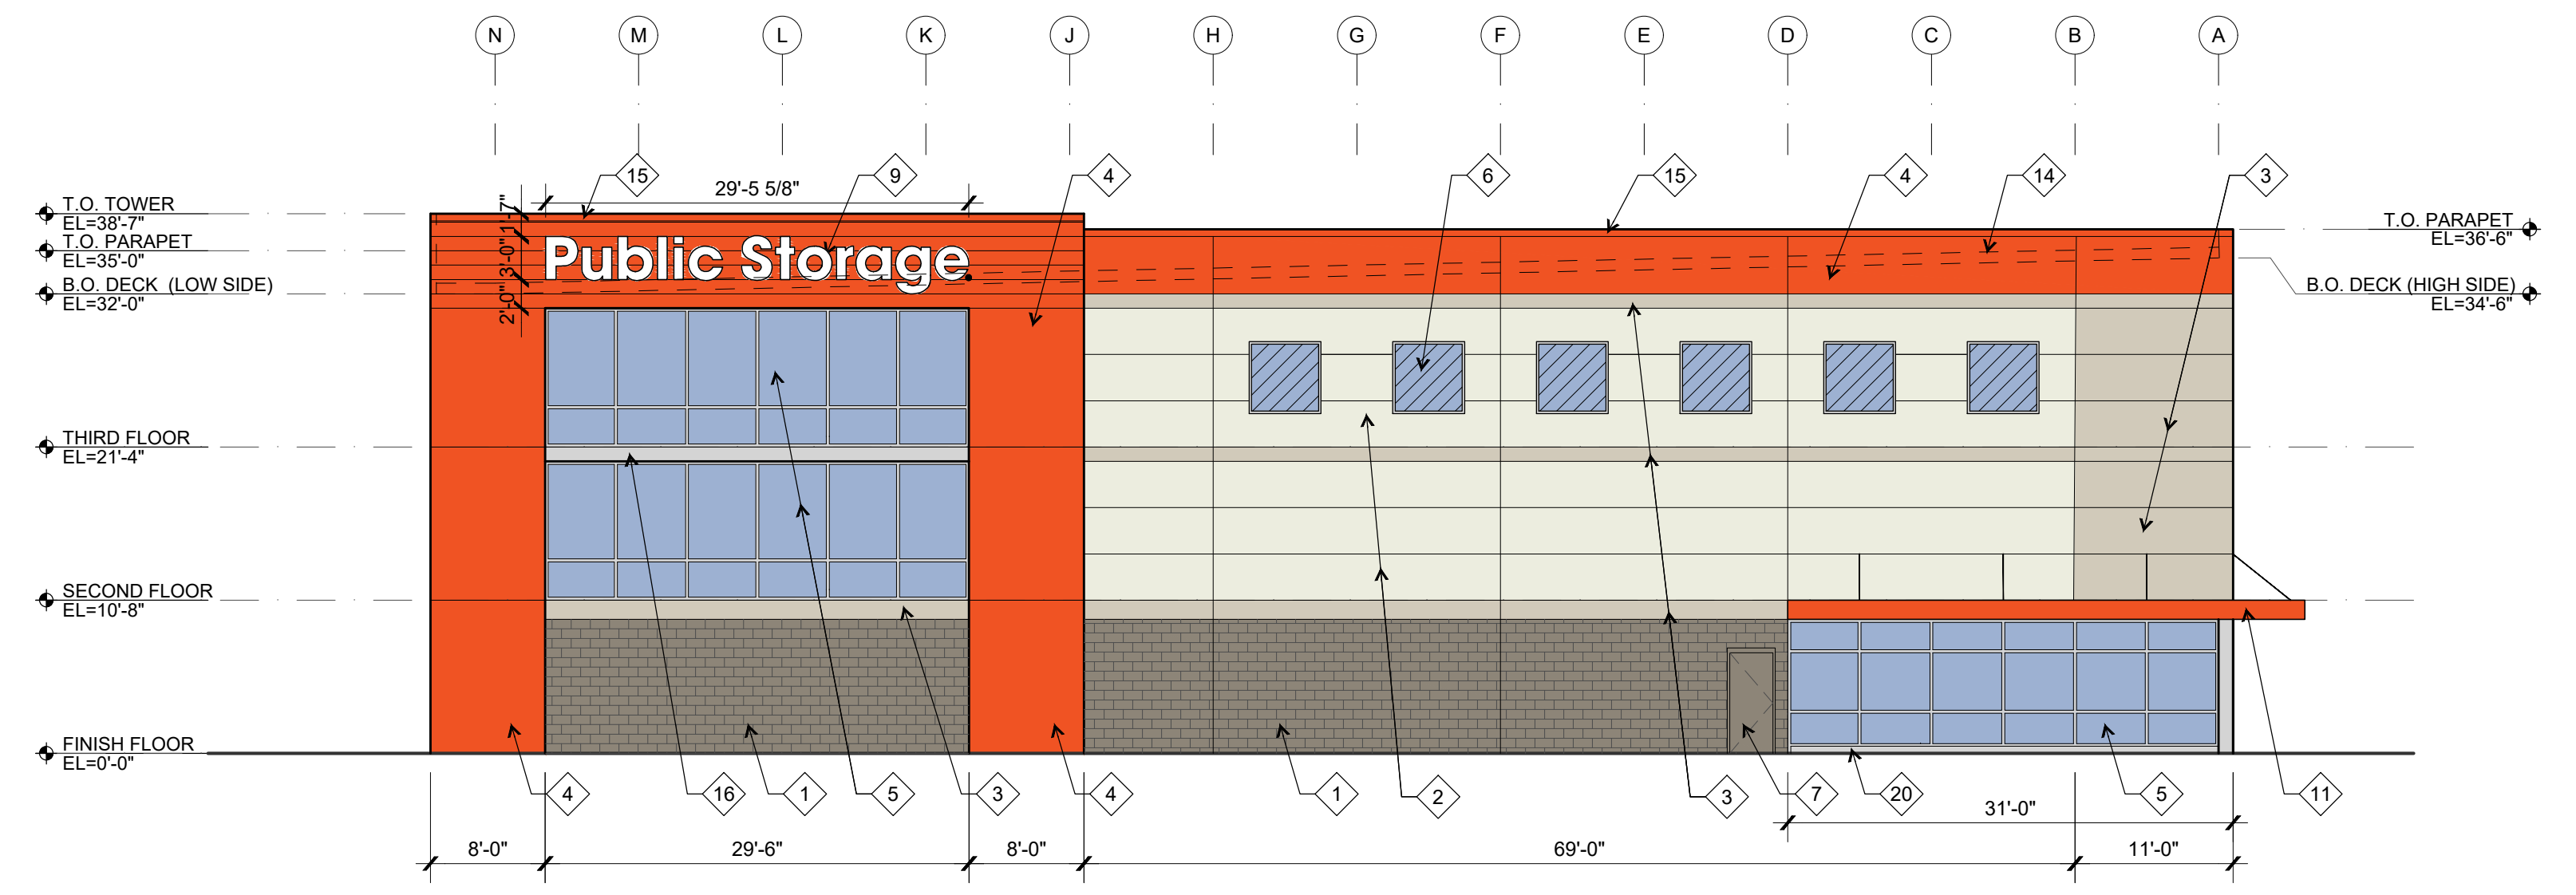 N M L K J H G F E D C B A
15 9 4 6 15 4 14 3
29'-5 5/8"
T.O. TOWER
EL=38'-7"
T.O. PARAPET
EL=35'-0"
B.O. DECK (LOW SIDE)
EL=32'-0"
1'-7"
3'-0"
2'-0"
Public Storage
T.O. PARAPET
EL=36'-6"
B.O. DECK (HIGH SIDE)
EL=34'-6"
THIRD FLOOR
EL=21'-4"
SECOND FLOOR
EL=10'-8"
FINISH FLOOR
EL=0'-0"
4 16 1 5 3 4 1 2 3 7 20 5 11
31'-0"
8'-0" 29'-6" 8'-0" 69'-0" 11'-0"